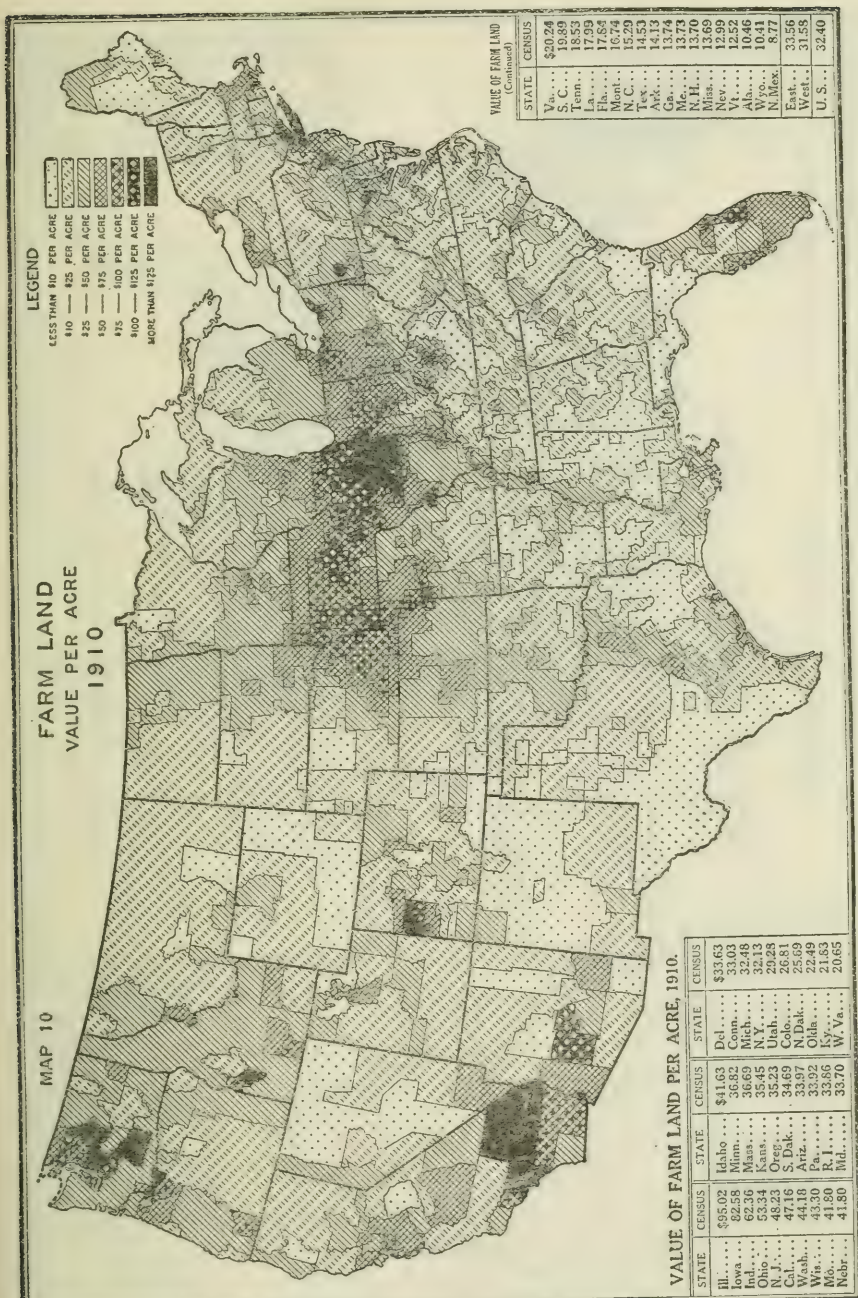 MAP 10
FARM LAND
VALUE PER ACRE
1910
LEGEND
LESS THAN $10 PER ACRE
$10 — $25 PER ACRE
$25 — $50 PER ACRE
$50 — $75 PER ACRE
$75 — $100 PER ACRE
$100 — $125 PER ACRE
MORE THAN $125 PER ACRE
VALUE OF FARM LAND PER ACRE, 1910.
STATE CENSUS STATE CENSUS STATE CENSUS
Ill..... $95.02 Idaho.... $41.63 Del..... $33.63
Iowa.... 82.58 Minn.... 36.82 Conn.... 33.03
Ind..... 62.36 Mass.... 36.69 Mich.... 32.48
Ohio.... 53.34 Kans.... 35.45 N.Y..... 32.13
N. J.... 48.23 Oreg.... 35.23 Utah.... 29.28
Cal..... 47.16 S. Dak.. 34.69 Colo.... 26.81
Wash.... 44.18 Ariz.... 33.97 N. Dak.. 25.69
Wis..... 43.30 Pa...... 33.92 Okla.... 22.49
Mo...... 41.80 R. I.... 33.86 Ky...... 21.83
Nebr.... 41.80 Md...... 33.70 W. Va... 20.65
VALUE OF FARM LAND
(Continued)
STATE CENSUS
Va... $20.24
S. C. 19.89
Tenn. 18.53
La... 17.99
Fla.. 17.84
Mont. 16.74
N. C. 15.29
Tex.. 14.53
Ark.. 14.13
Ga... 13.74
Me... 13.73
N. H. 13.70
Miss. 13.69
Nev.. 12.99
Vt... 12.52
Ala.. 10.46
Wyo.. 10.41
N. Mex. 8.77
East. 33.56
West. 31.58
U. S.. 32.40